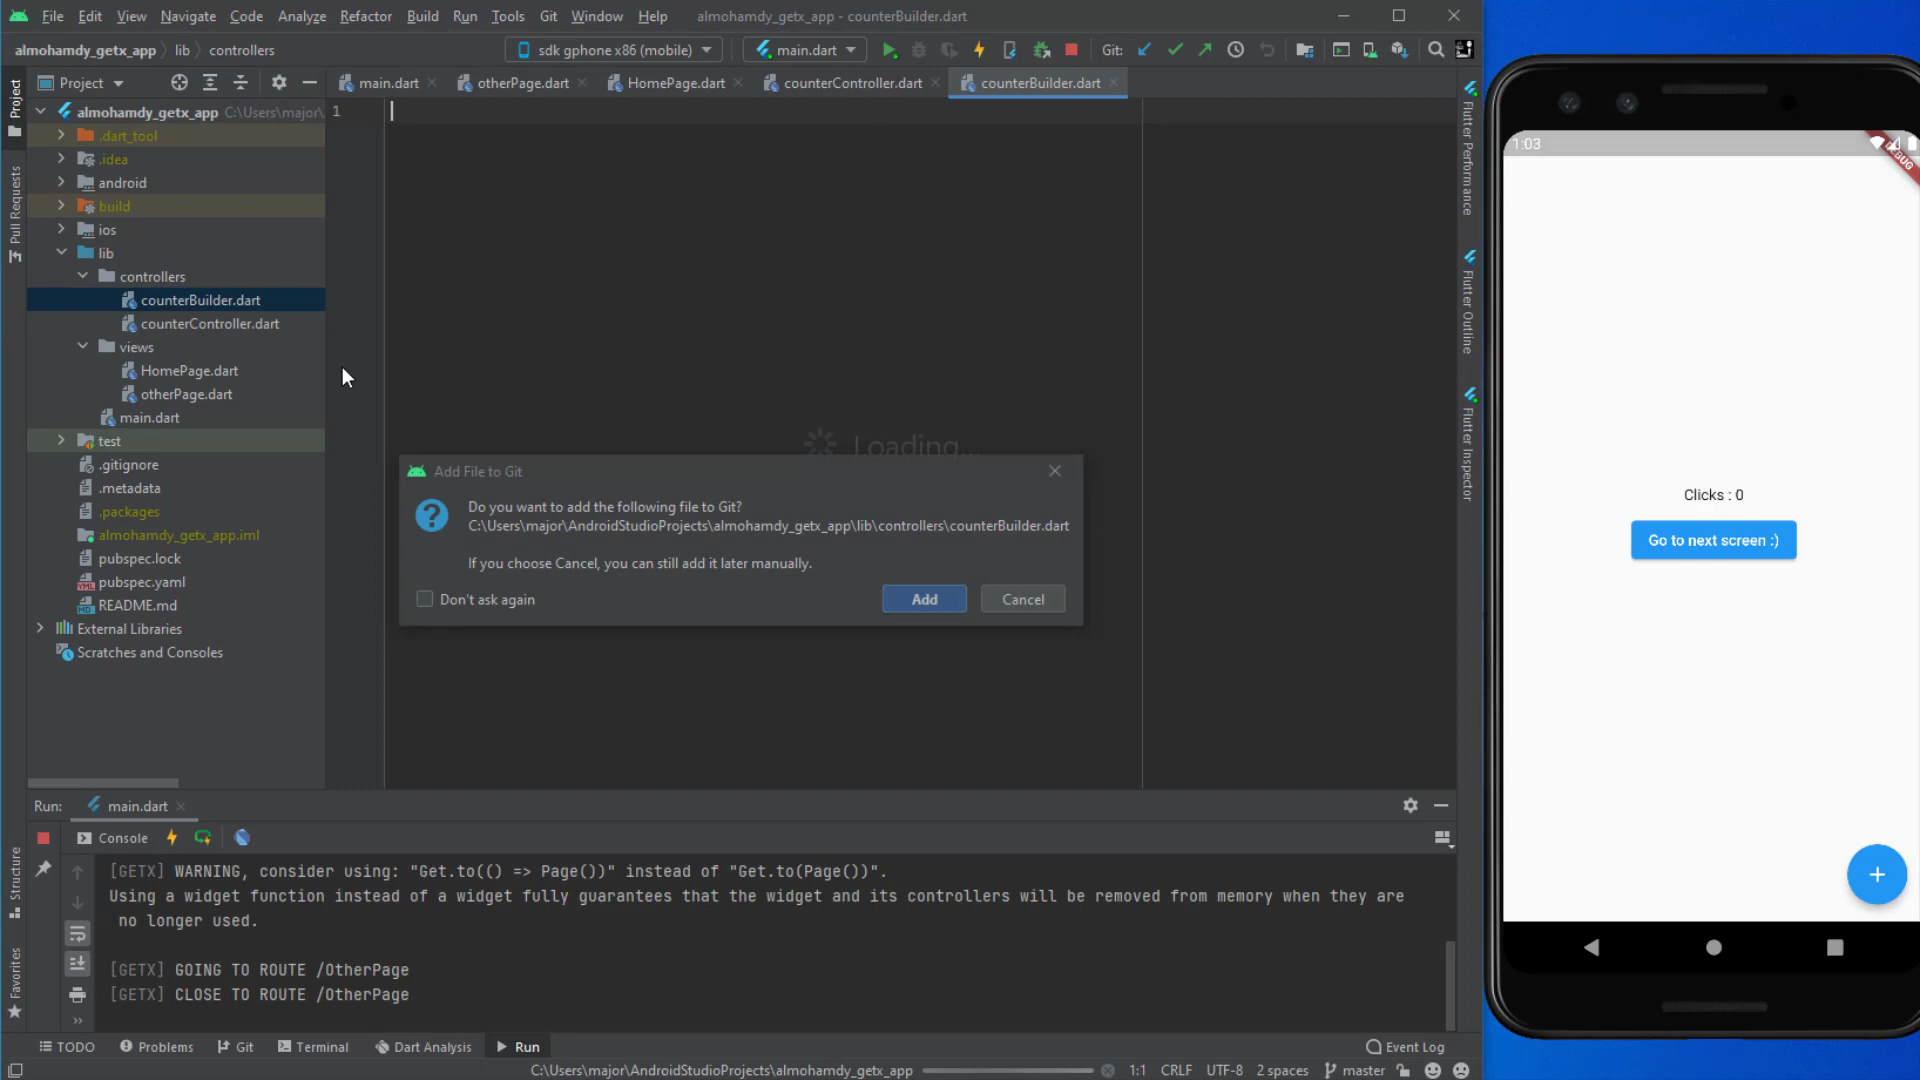 File Edit View Navigate Code Analyze Refactor Build Run Tools Git Window Help almohamdy_getx_app - counterBuilder.dart
almohamdy_getx_app lib controllers sdk gphone x86 (mobile) main.dart Git:
Project main.dart otherPage.dart HomePage.dart counterController.dart counterBuilder.dart
almohamdy_getx_app C:\Users\major\
1
.dart_tool
.idea
android
build
ios
lib
controllers
counterBuilder.dart
counterController.dart
views
HomePage.dart
otherPage.dart
main.dart
test
.gitignore
.metadata
.packages
almohamdy_getx_app.iml
pubspec.lock
pubspec.yaml
README.md
External Libraries
Scratches and Consoles
Project
Pull Requests
Structure
Favorites
Loading...
Add File to Git
Do you want to add the following file to Git?
C:\Users\major\AndroidStudioProjects\almohamdy_getx_app\lib\controllers\counterBuilder.dart
If you choose Cancel, you can still add it later manually.
Don't ask again Add Cancel
Flutter Performance
Flutter Outline
Flutter Inspector
1:03
DEBUG
Clicks : 0
Go to next screen :)
Run: main.dart
Console
[GETX] WARNING, consider using: "Get.to(() => Page())" instead of "Get.to(Page())".
Using a widget function instead of a widget fully guarantees that the widget and its controllers will be removed from memory when they are
no longer used.
[GETX] GOING TO ROUTE /OtherPage
[GETX] CLOSE TO ROUTE /OtherPage
TODO Problems Git Terminal Dart Analysis Run Event Log
C:\Users\major\AndroidStudioProjects\almohamdy_getx_app 1:1 CRLF UTF-8 2 spaces master